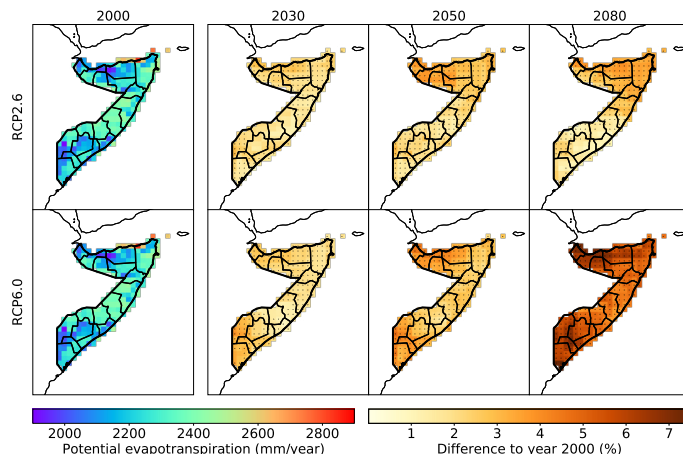 2000 2030 2050 2080
RCP2.6
RCP6.0
2000 2200 2400 2600 2800
Potential evapotranspiration (mm/year)
1 2 3 4 5 6 7
Difference to year 2000 (%)